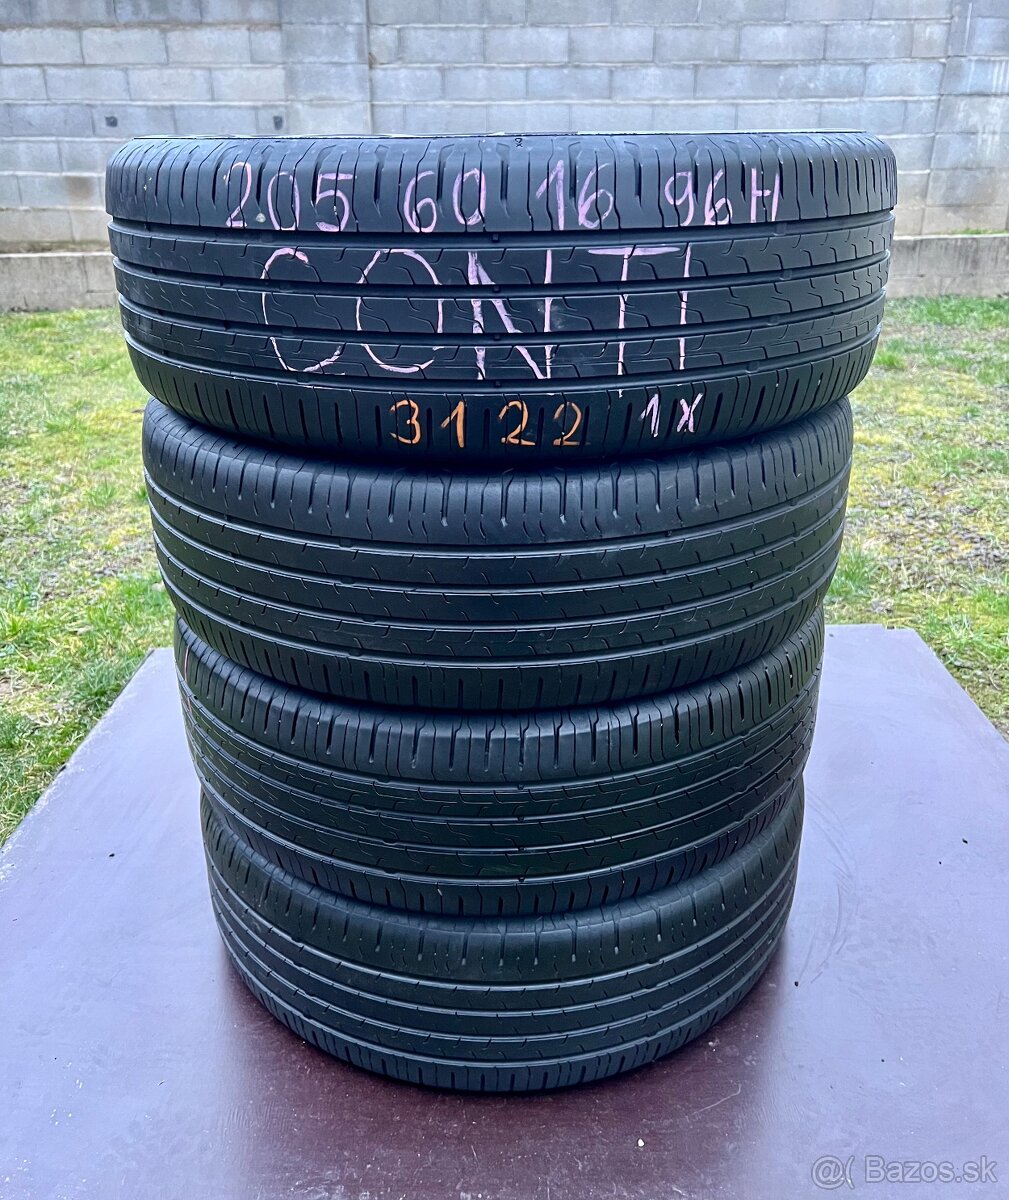 205 60 16 96H
CONTI
3122 1X
@( Bazos.sk